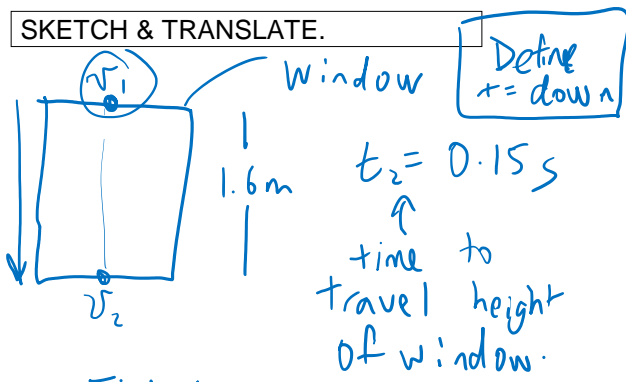 SKETCH & TRANSLATE.
Define
+ = down
v₁
Window
1.6m
t₂ = 0.15 s
time to
travel height
of window.
v₂